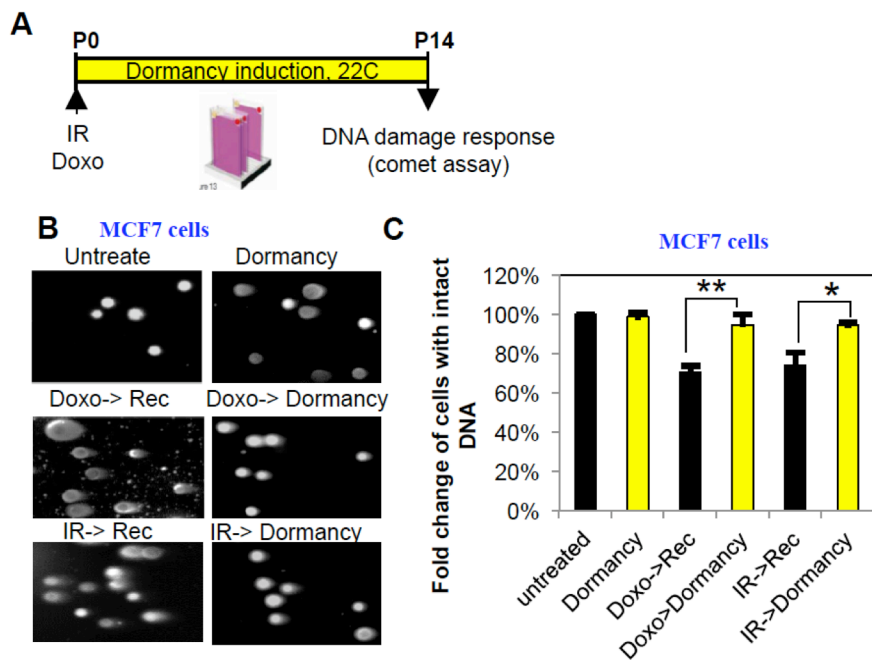 A
P0 P14
Dormancy induction, 22C
IR
Doxo
DNA damage response
(comet assay)
ure 13
B
MCF7 cells
Untreate
Dormancy
Doxo-> Rec
Doxo-> Dormancy
IR-> Rec
IR-> Dormancy
C
MCF7 cells
Fold change of cells with intact
DNA
120%
100%
80%
60%
40%
20%
0%
**
*
untreated
Dormancy
Doxo->Rec
Doxo>Dormancy
IR->Rec
IR->Dormancy